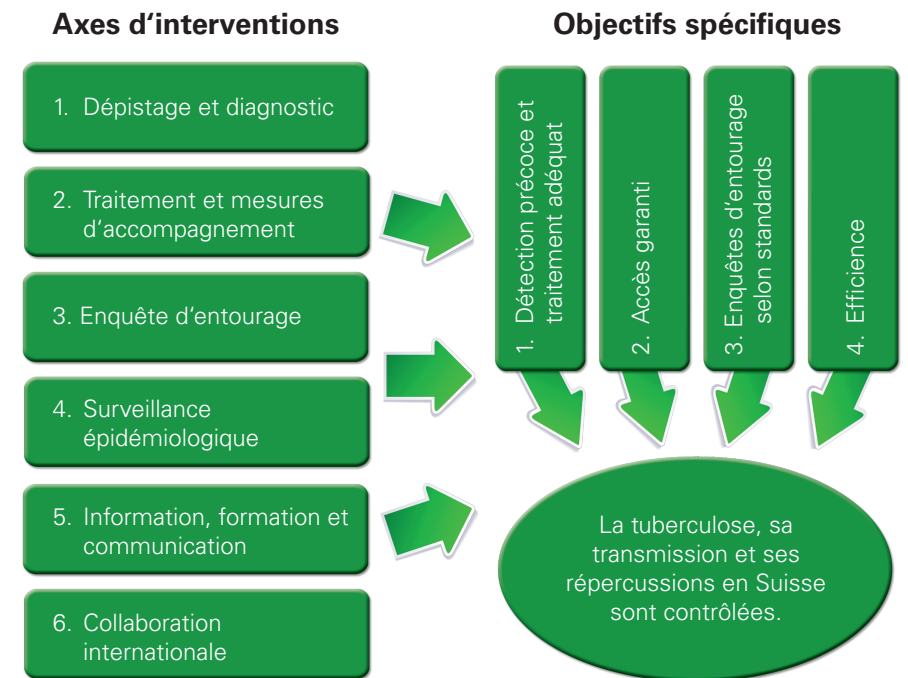 Axes d‘interventions
1. Dépistage et diagnostic
2. Traitement et mesures
d‘accompagnement
3. Enquête d‘entourage
4. Surveillance
épidémiologique
5. Information, formation et
communication
6. Collaboration
internationale
Objectifs spécifiques
1. Détection précoce et
traitement adéquat
2. Accès garanti
3. Enquêtes d‘entourage
selon standards
4. Efficience
La tuberculose, sa
transmission et ses
répercussions en Suisse
sont contrôlées.